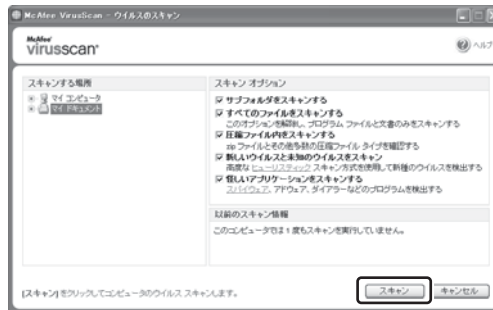 McAfee VirusScan - ウイルスのスキャン
McAfee
virusscan
ヘルプ
スキャンする場所
マイ コンピュータ
マイ ドキュメント
スキャン オプション
サブフォルダをスキャンする
すべてのファイルをスキャンする
このオプションを解除し、プログラム ファイルと文書のみをスキャンする
圧縮ファイル内をスキャンする
zip ファイルとその他多数の圧縮ファイル タイプを確認する
新しいウイルスと未知のウイルスをスキャン
高度な ヒューリスティック スキャン方式を使用して新種のウイルスを検出する
怪しいアプリケーションをスキャンする
スパイウェア、アドウェア、ダイアラーなどのプログラムを検出する
以前のスキャン情報
このコンピュータでは 1 度もスキャンを実行していません。
[スキャン] をクリックしてコンピュータのウイルス スキャンします。
スキャン
キャンセル